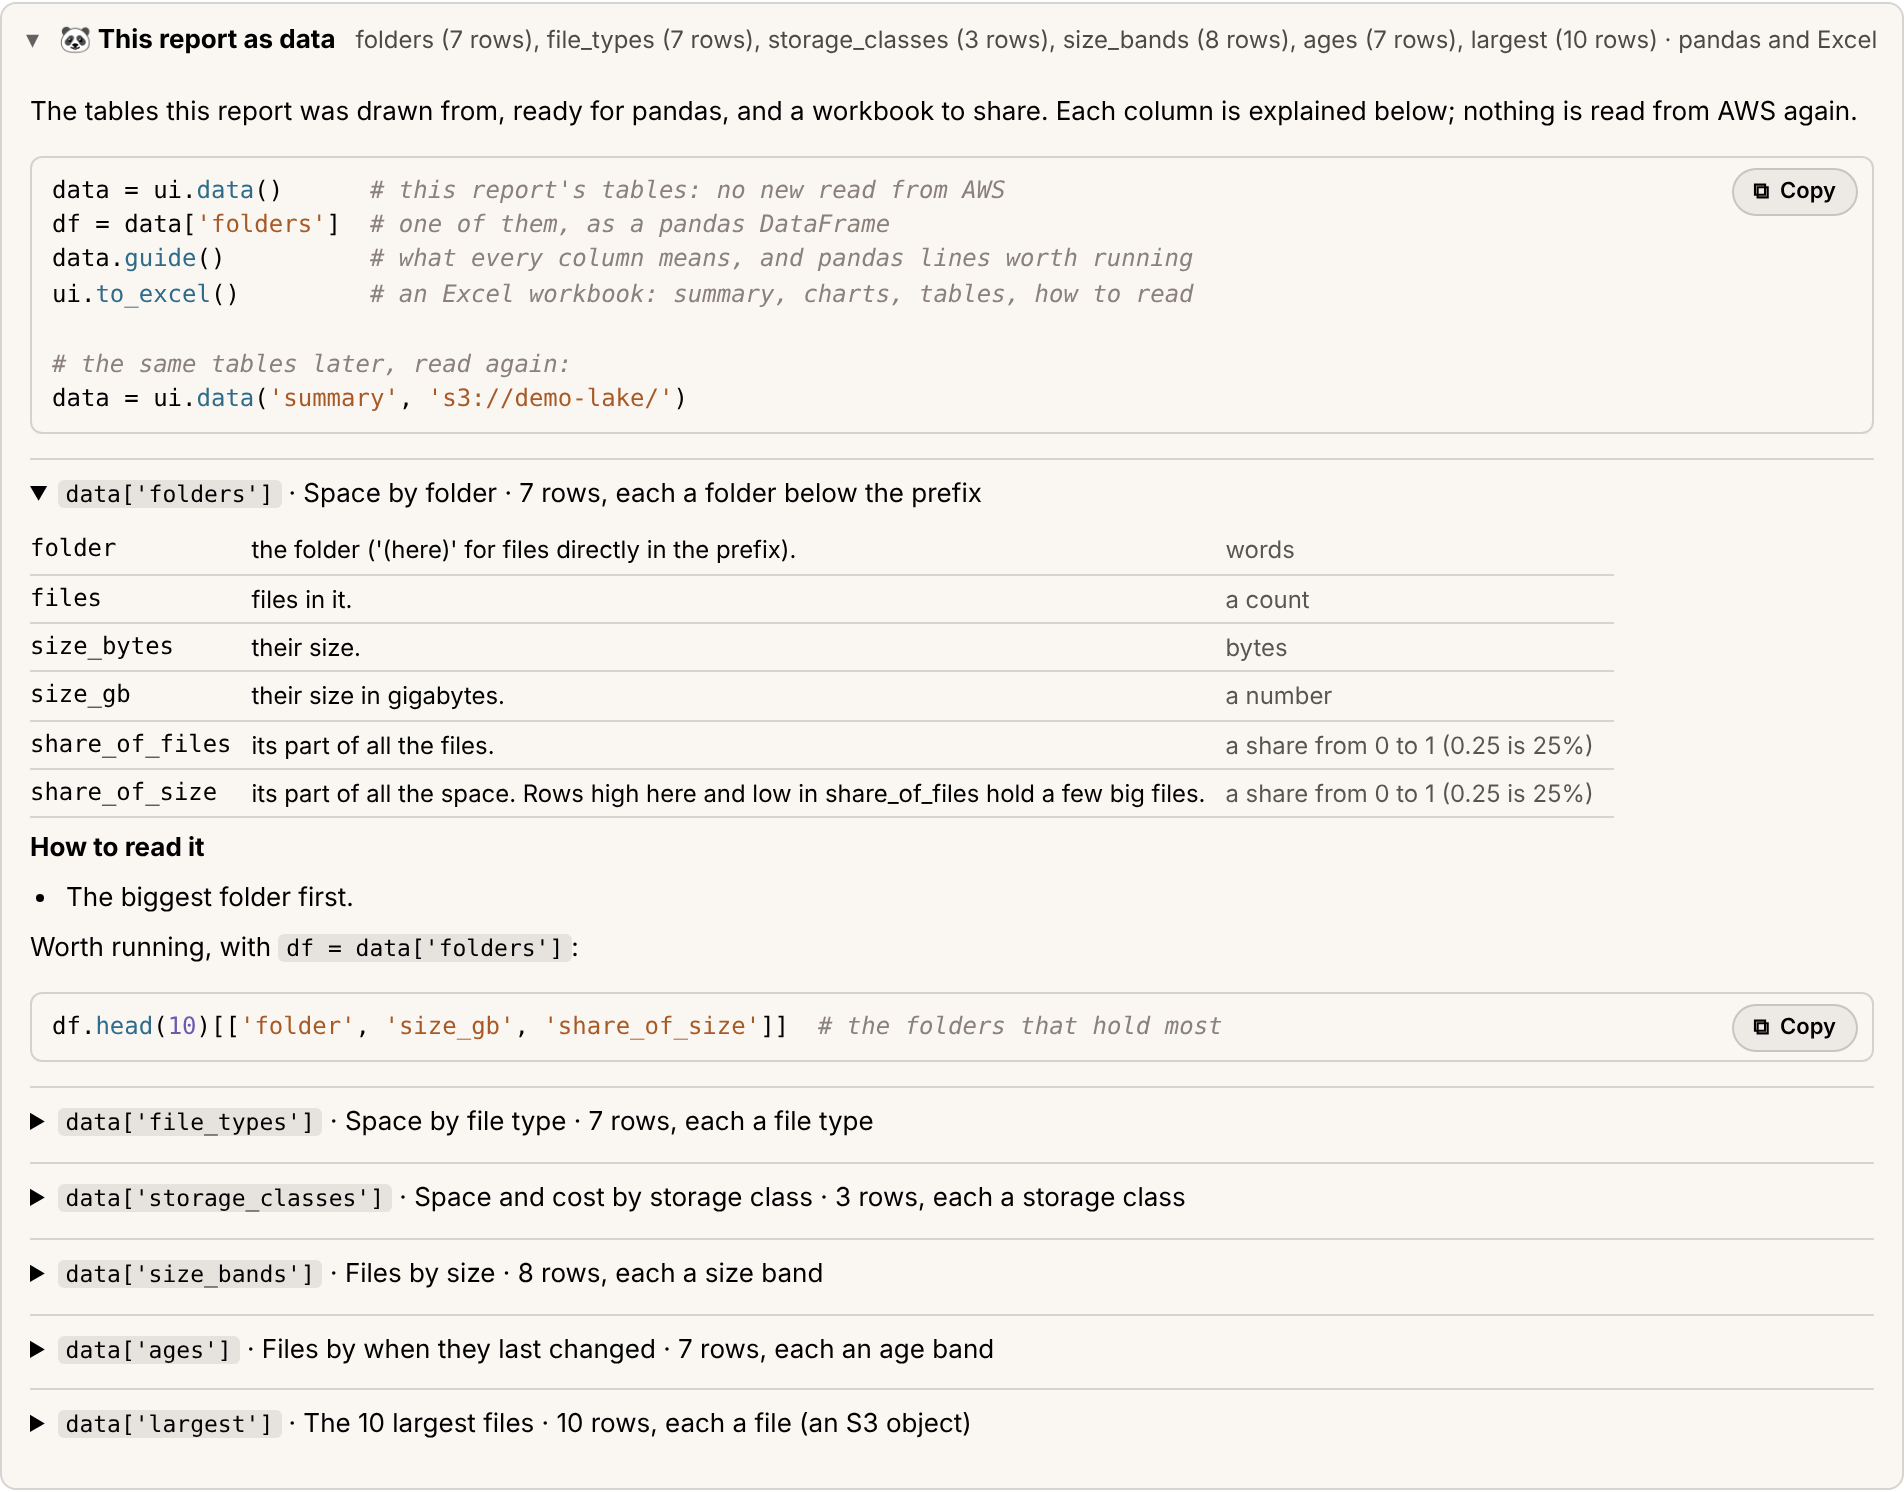 ▼ 🐼 This report as data folders (7 rows), file_types (7 rows), storage_classes (3 rows), size_bands (8 rows), ages (7 rows), largest (10 rows) · pandas and Excel
The tables this report was drawn from, ready for pandas, and a workbook to share. Each column is explained below; nothing is read from AWS again.
data = ui.data()      # this report's tables: no new read from AWS
Copy
df = data['folders']  # one of them, as a pandas DataFrame
data.guide()          # what every column means, and pandas lines worth running
ui.to_excel()         # an Excel workbook: summary, charts, tables, how to read
# the same tables later, read again:
data = ui.data('summary', 's3://demo-lake/')
▼ data['folders'] · Space by folder · 7 rows, each a folder below the prefix
folder the folder ('(here)' for files directly in the prefix). words
files files in it. a count
size_bytes their size. bytes
size_gb their size in gigabytes. a number
share_of_files its part of all the files. a share from 0 to 1 (0.25 is 25%)
share_of_size its part of all the space. Rows high here and low in share_of_files hold a few big files. a share from 0 to 1 (0.25 is 25%)
How to read it
• The biggest folder first.
Worth running, with df = data['folders']:
df.head(10)[['folder', 'size_gb', 'share_of_size']]  # the folders that hold most
Copy
▶ data['file_types'] · Space by file type · 7 rows, each a file type
▶ data['storage_classes'] · Space and cost by storage class · 3 rows, each a storage class
▶ data['size_bands'] · Files by size · 8 rows, each a size band
▶ data['ages'] · Files by when they last changed · 7 rows, each an age band
▶ data['largest'] · The 10 largest files · 10 rows, each a file (an S3 object)